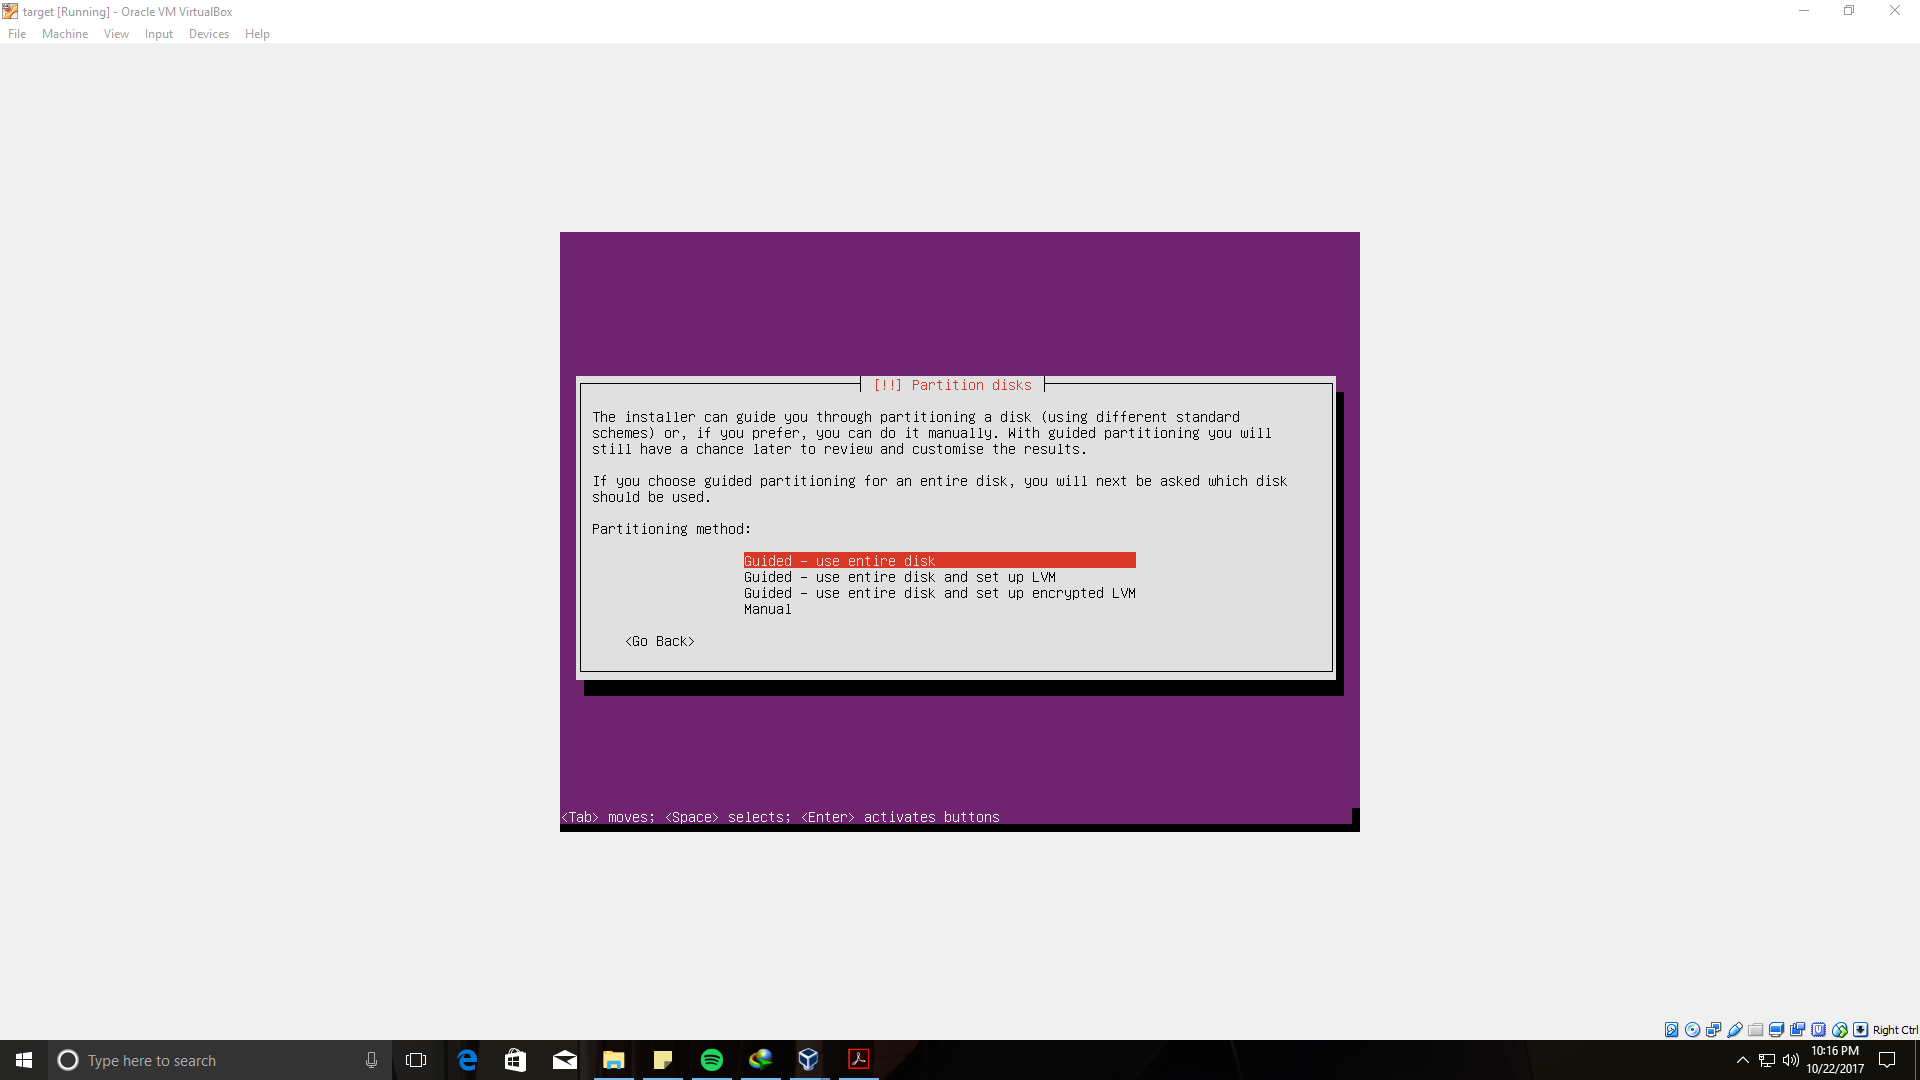 target [Running] - Oracle VM VirtualBox
File Machine View Input Devices Help
[!!] Partition disks
The installer can guide you through partitioning a disk (using different standard
schemes) or, if you prefer, you can do it manually. With guided partitioning you will
still have a chance later to review and customise the results.
If you choose guided partitioning for an entire disk, you will next be asked which disk
should be used.
Partitioning method:
Guided - use entire disk
Guided - use entire disk and set up LVM
Guided - use entire disk and set up encrypted LVM
Manual
<Go Back>
<Tab> moves; <Space> selects; <Enter> activates buttons
Right Ctrl
Type here to search
10:16 PM
10/22/2017